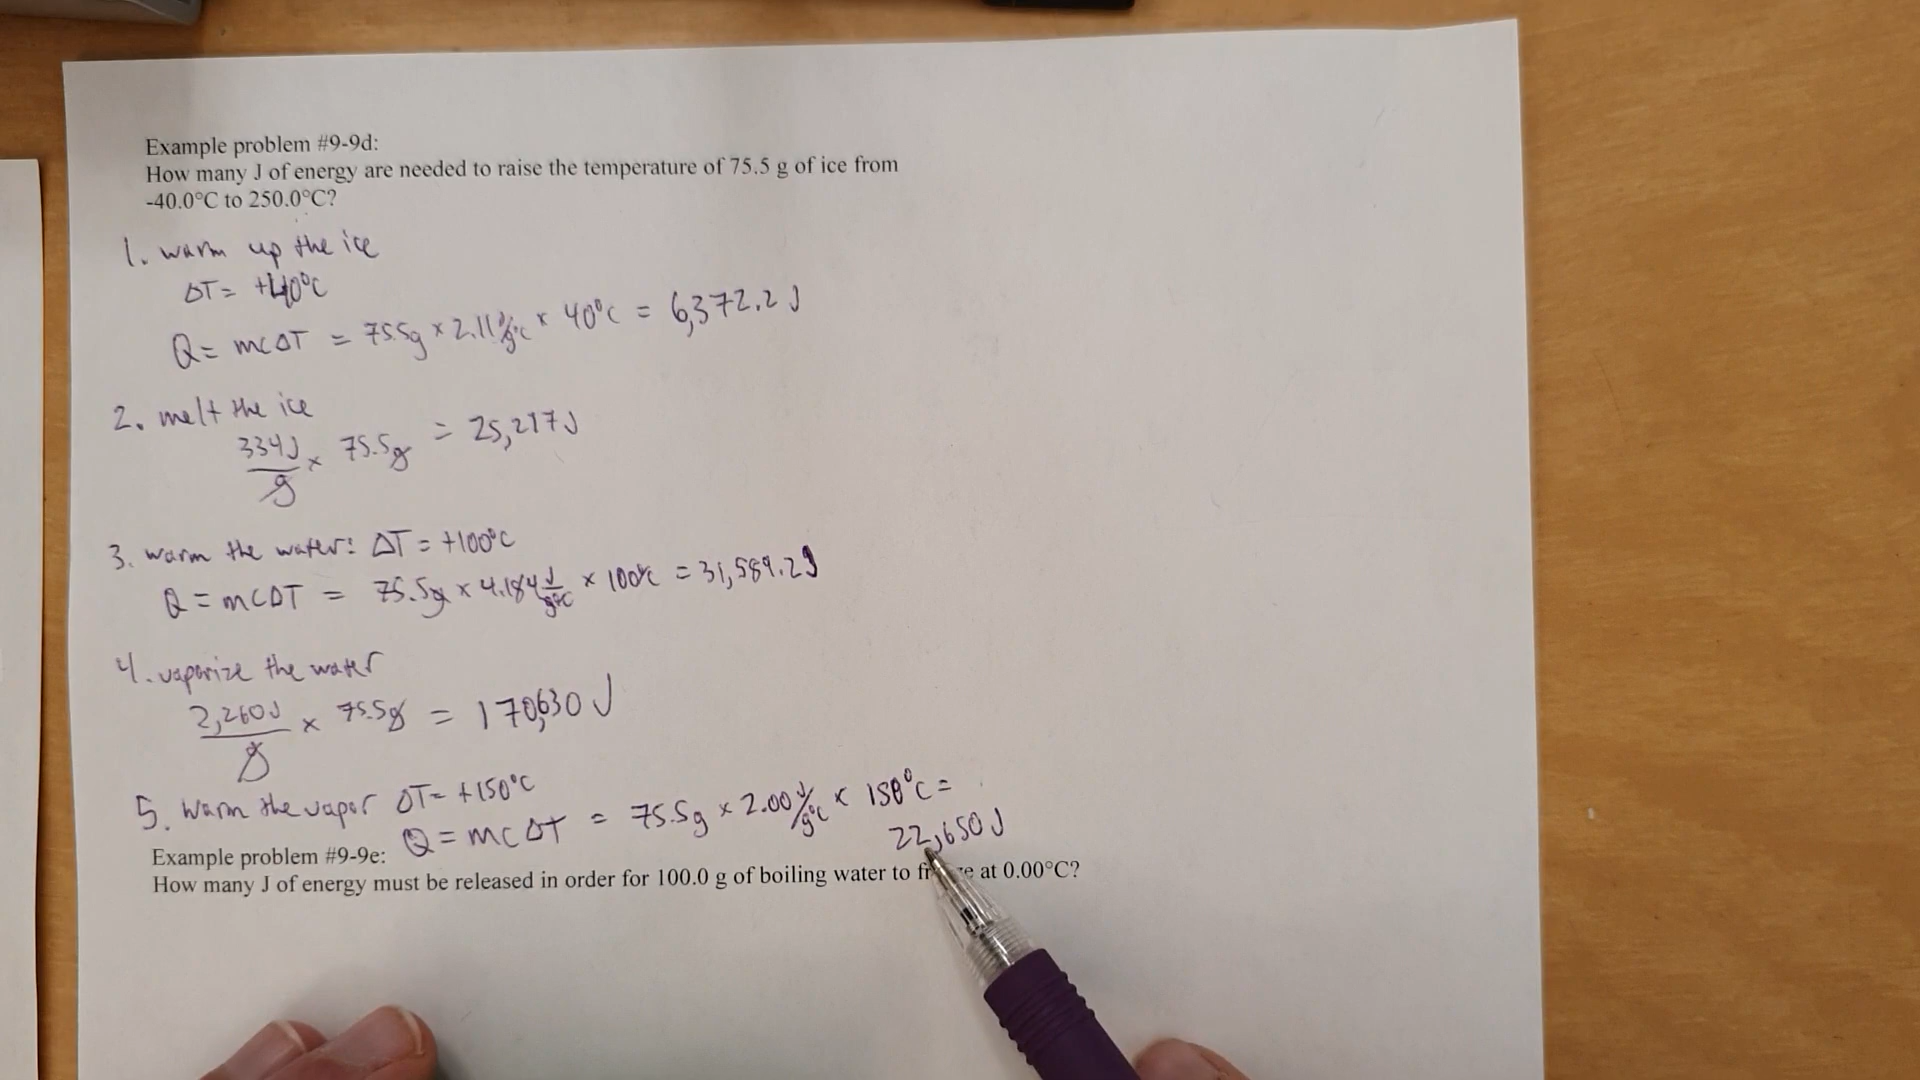 Example problem #9-9d:
How many J of energy are needed to raise the temperature of 75.5 g of ice from
-40.0°C to 250.0°C?
1. warm up the ice
ΔT = +40°C
Q = mcΔT = 75.5g × 2.11 J/g°C × 40°C = 6,372.2 J
2. melt the ice
334J/g × 75.5g = 25,217J
3. warm the water: ΔT = +100°C
Q = mCΔT = 75.5g × 4.184 J/g°C × 100°C = 31,589.2J
4. vaporize the water
2,260J/g × 75.5g = 170,630 J
5. warm the vapor ΔT = +150°C
Q = mcΔT = 75.5g × 2.00 J/g°C × 150°C =
22,650 J
Example problem #9-9e:
How many J of energy must be released in order for 100.0 g of boiling water to at 0.00°C?